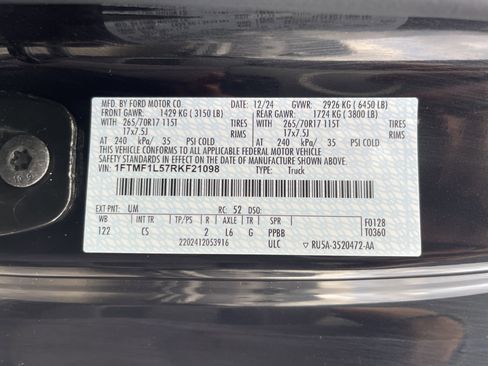 MFD. BY FORD MOTOR CO. 12/24 GVWR: 2926 KG ( 6450 LB)
FRONT GAWR: 1429 KG ( 3150 LB) REAR GAWR: 1724 KG ( 3800 LB)
265/70R17 115T TIRES 265/70R17 115T TIRES
17x7.5J RIMS 17x7.5J RIMS
AT 240 kPa/ 35 PSI COLD AT 240 kPa/ 35 PSI COLD
THIS VEHICLE CONFORMS TO ALL APPLICABLE FEDERAL MOTOR VEHICLE SAFETY AND THEFT PREVENTION
STANDARDS IN EFFECT ON THE DATE OF MANUFACTURE SHOWN ABOVE.
VIN: 1FTMF1L57RKF21098 TYPE: Truck
EXT PNT: UM RC: 52 DSO:
WB BRK INT TR TP/PS R AXLE TR SPR F0128
122 CS 2 L6 G PPBB T0360
2202412053916 ULC ▽ RU5A-3520472-AA